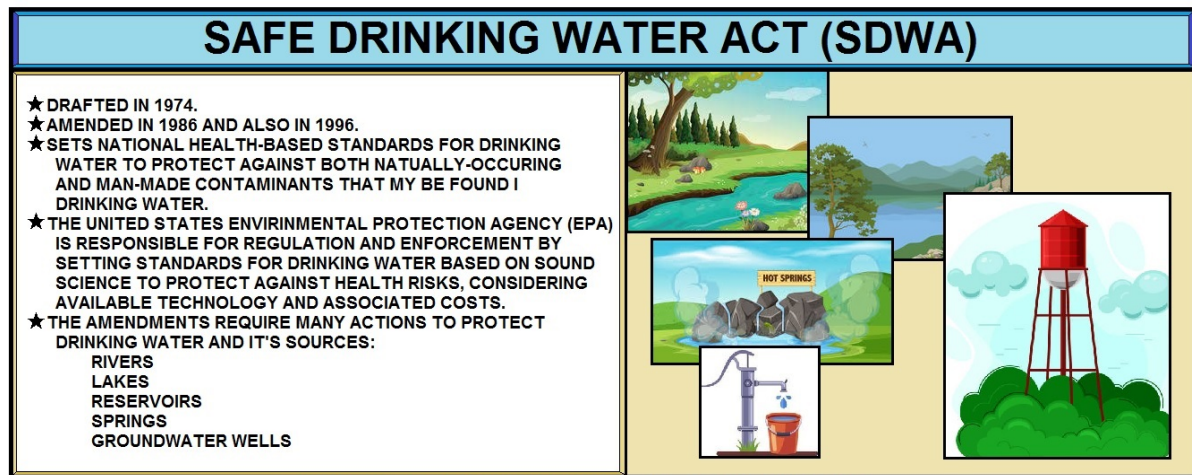 SAFE DRINKING WATER ACT (SDWA)
★DRAFTED IN 1974.
★AMENDED IN 1986 AND ALSO IN 1996.
★SETS NATIONAL HEALTH-BASED STANDARDS FOR DRINKING
WATER TO PROTECT AGAINST BOTH NATUALLY-OCCURING
AND MAN-MADE CONTAMINANTS THAT MY BE FOUND I
DRINKING WATER.
★THE UNITED STATES ENVIRINMENTAL PROTECTION AGENCY (EPA)
IS RESPONSIBLE FOR REGULATION AND ENFORCEMENT BY
SETTING STANDARDS FOR DRINKING WATER BASED ON SOUND
SCIENCE TO PROTECT AGAINST HEALTH RISKS, CONSIDERING
AVAILABLE TECHNOLOGY AND ASSOCIATED COSTS.
★THE AMENDMENTS REQUIRE MANY ACTIONS TO PROTECT
DRINKING WATER AND IT'S SOURCES:
RIVERS
LAKES
RESERVOIRS
SPRINGS
GROUNDWATER WELLS
HOT SPRINGS